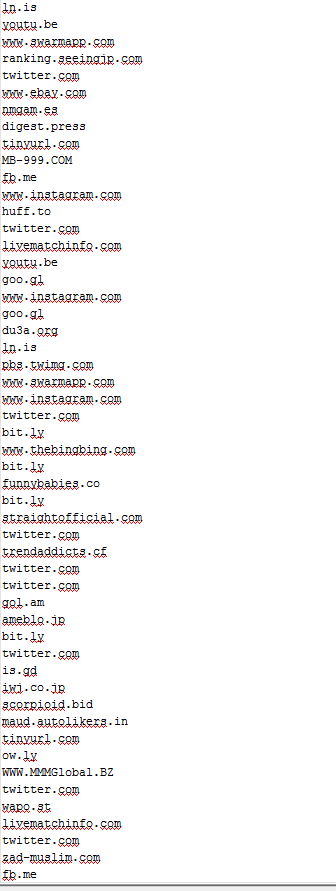 ln.is
youtu.be
www.swarmapp.com
ranking.seeingjp.com
twitter.com
www.ebay.com
nmgam.es
digest.press
tinyurl.com
MB-999.COM
fb.me
www.instagram.com
huff.to
twitter.com
livematchinfo.com
youtu.be
goo.gl
www.instagram.com
goo.gl
du3a.org
ln.is
pbs.twimg.com
www.swarmapp.com
www.instagram.com
twitter.com
bit.ly
www.thebingbing.com
bit.ly
funnybabies.co
bit.ly
straightofficial.com
twitter.com
trendaddicts.cf
twitter.com
twitter.com
gol.am
ameblo.jp
bit.ly
twitter.com
is.gd
iwj.co.jp
scorpioid.bid
maud.autolikers.in
tinyurl.com
ow.ly
WWW.MMMGlobal.BZ
twitter.com
wapo.st
livematchinfo.com
twitter.com
zad-muslim.com
fb.me